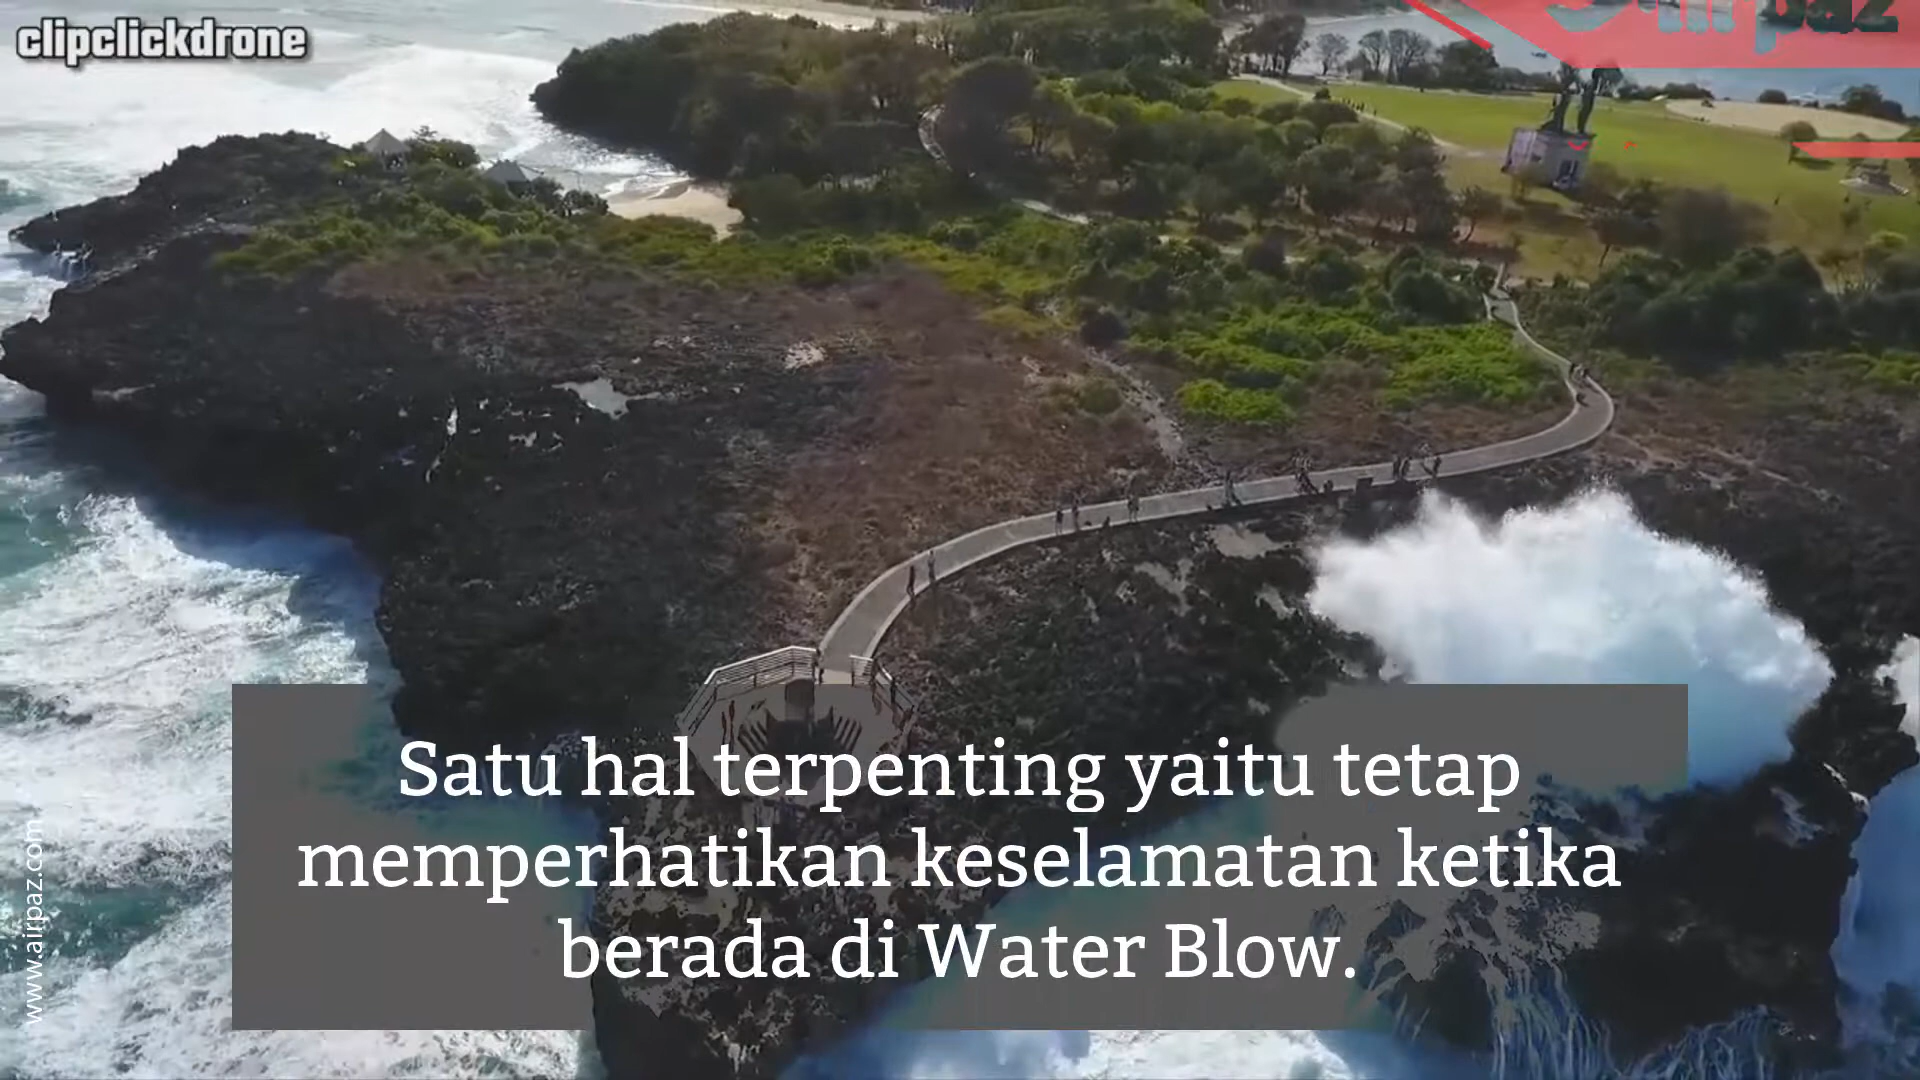 clipclickdrone
Satu hal terpenting yaitu tetap
memperhatikan keselamatan ketika
berada di Water Blow.
www.airpaz.com